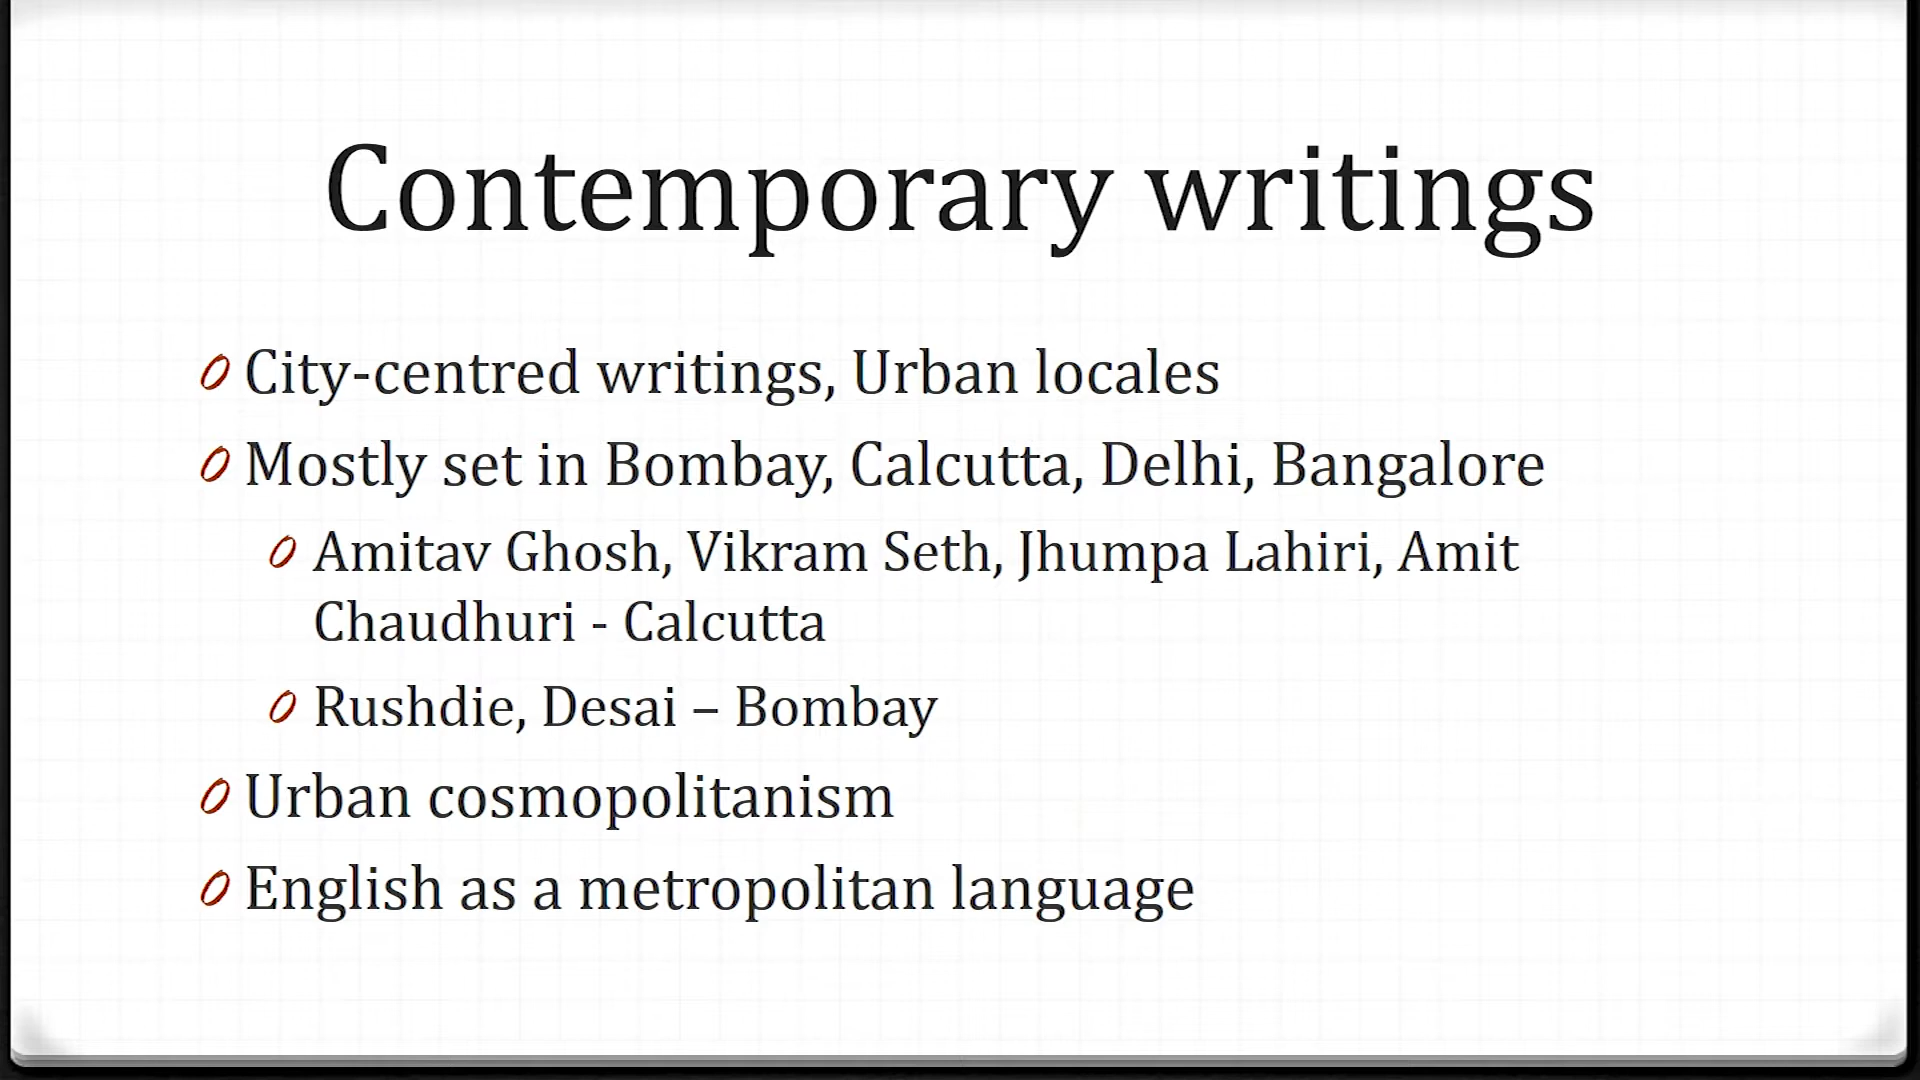 Contemporary writings
City-centred writings, Urban locales
Mostly set in Bombay, Calcutta, Delhi, Bangalore
Amitav Ghosh, Vikram Seth, Jhumpa Lahiri, Amit
Chaudhuri - Calcutta
Rushdie, Desai – Bombay
Urban cosmopolitanism
English as a metropolitan language